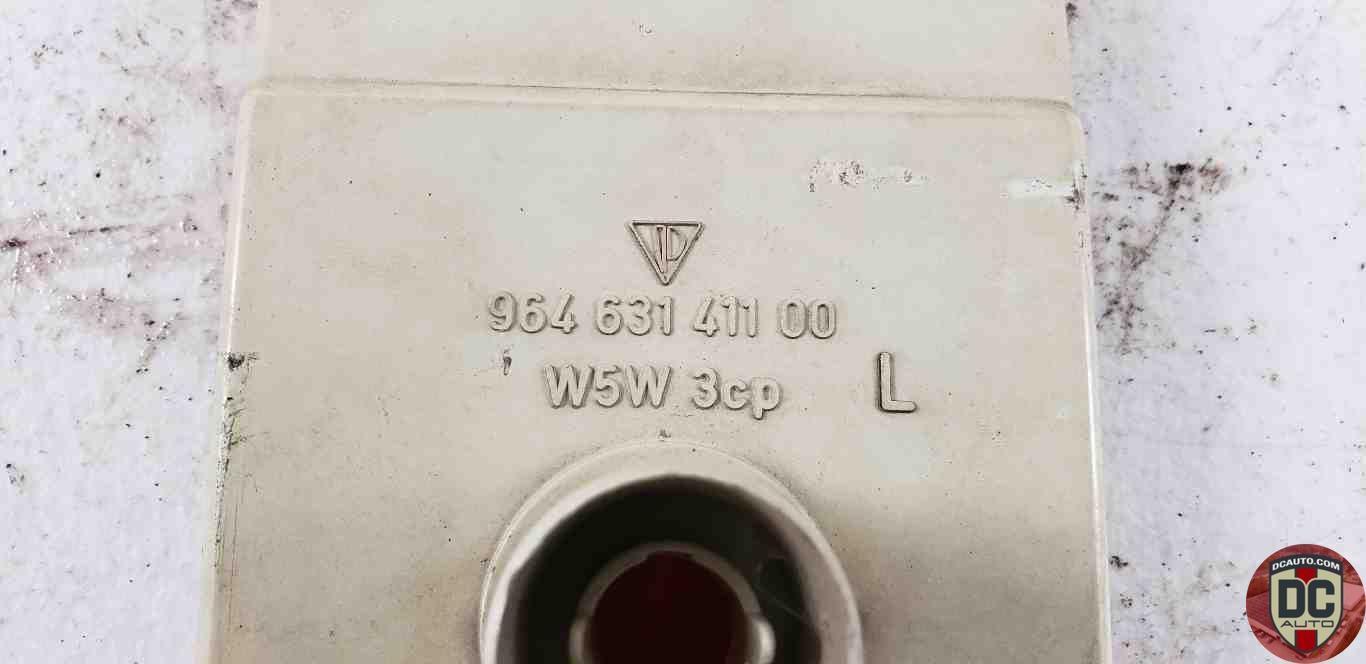 964 631 411 00
W5W 3cp
L
DCAUTO.COM
DC
AUTO